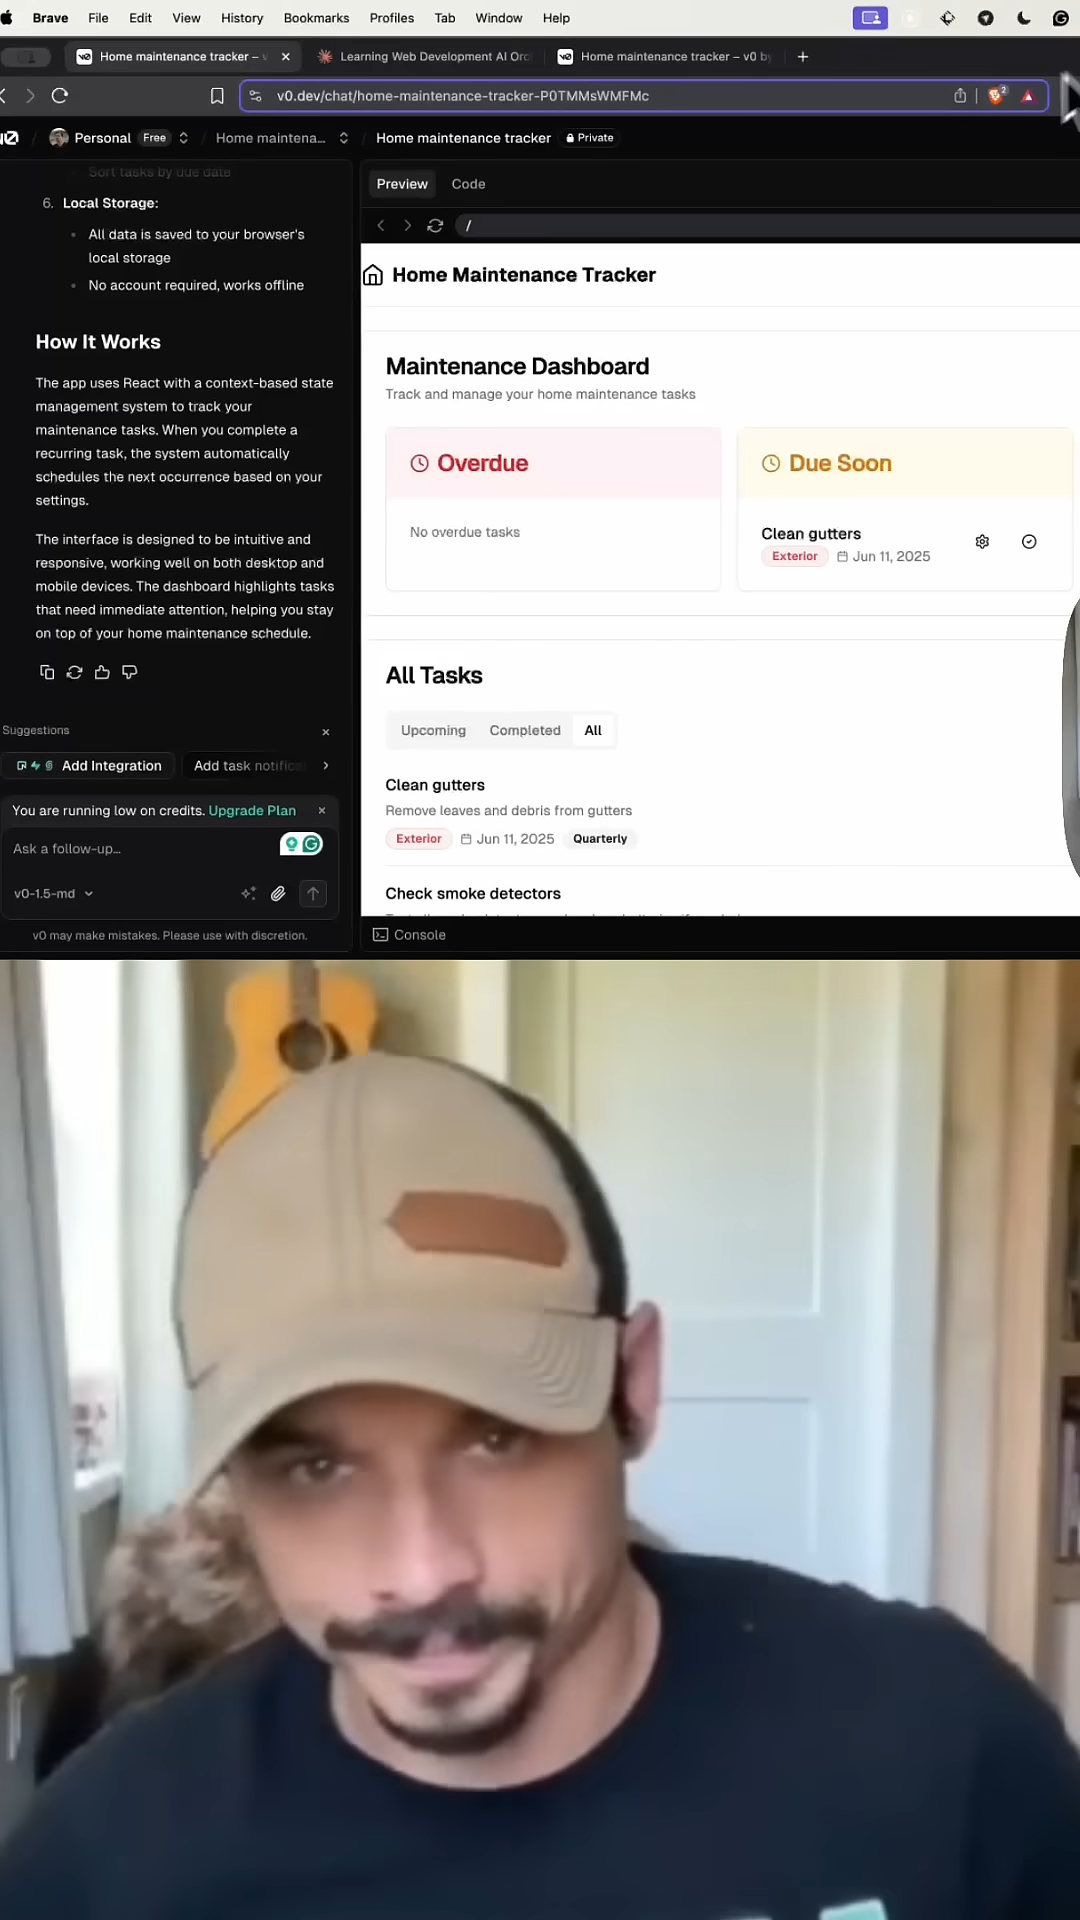 Brave File Edit View History Bookmarks Profiles Tab Window Help
Home maintenance tracker – v
Learning Web Development AI Orc
Home maintenance tracker – v0 by
v0.dev/chat/home-maintenance-tracker-P0TMMsWMFMc
2
v0 / Personal Free / Home maintena... / Home maintenance tracker Private
Sort tasks by due date
6. Local Storage:
All data is saved to your browser's
local storage
No account required, works offline
How It Works
The app uses React with a context-based state
management system to track your
maintenance tasks. When you complete a
recurring task, the system automatically
schedules the next occurrence based on your
settings.
The interface is designed to be intuitive and
responsive, working well on both desktop and
mobile devices. The dashboard highlights tasks
that need immediate attention, helping you stay
on top of your home maintenance schedule.
Suggestions
Add Integration
Add task notific
You are running low on credits. Upgrade Plan
Ask a follow-up...
v0-1.5-md
v0 may make mistakes. Please use with discretion.
Preview Code
/
Home Maintenance Tracker
Maintenance Dashboard
Track and manage your home maintenance tasks
Overdue
No overdue tasks
Due Soon
Clean gutters
Exterior Jun 11, 2025
All Tasks
Upcoming Completed All
Clean gutters
Remove leaves and debris from gutters
Exterior Jun 11, 2025 Quarterly
Check smoke detectors
Console